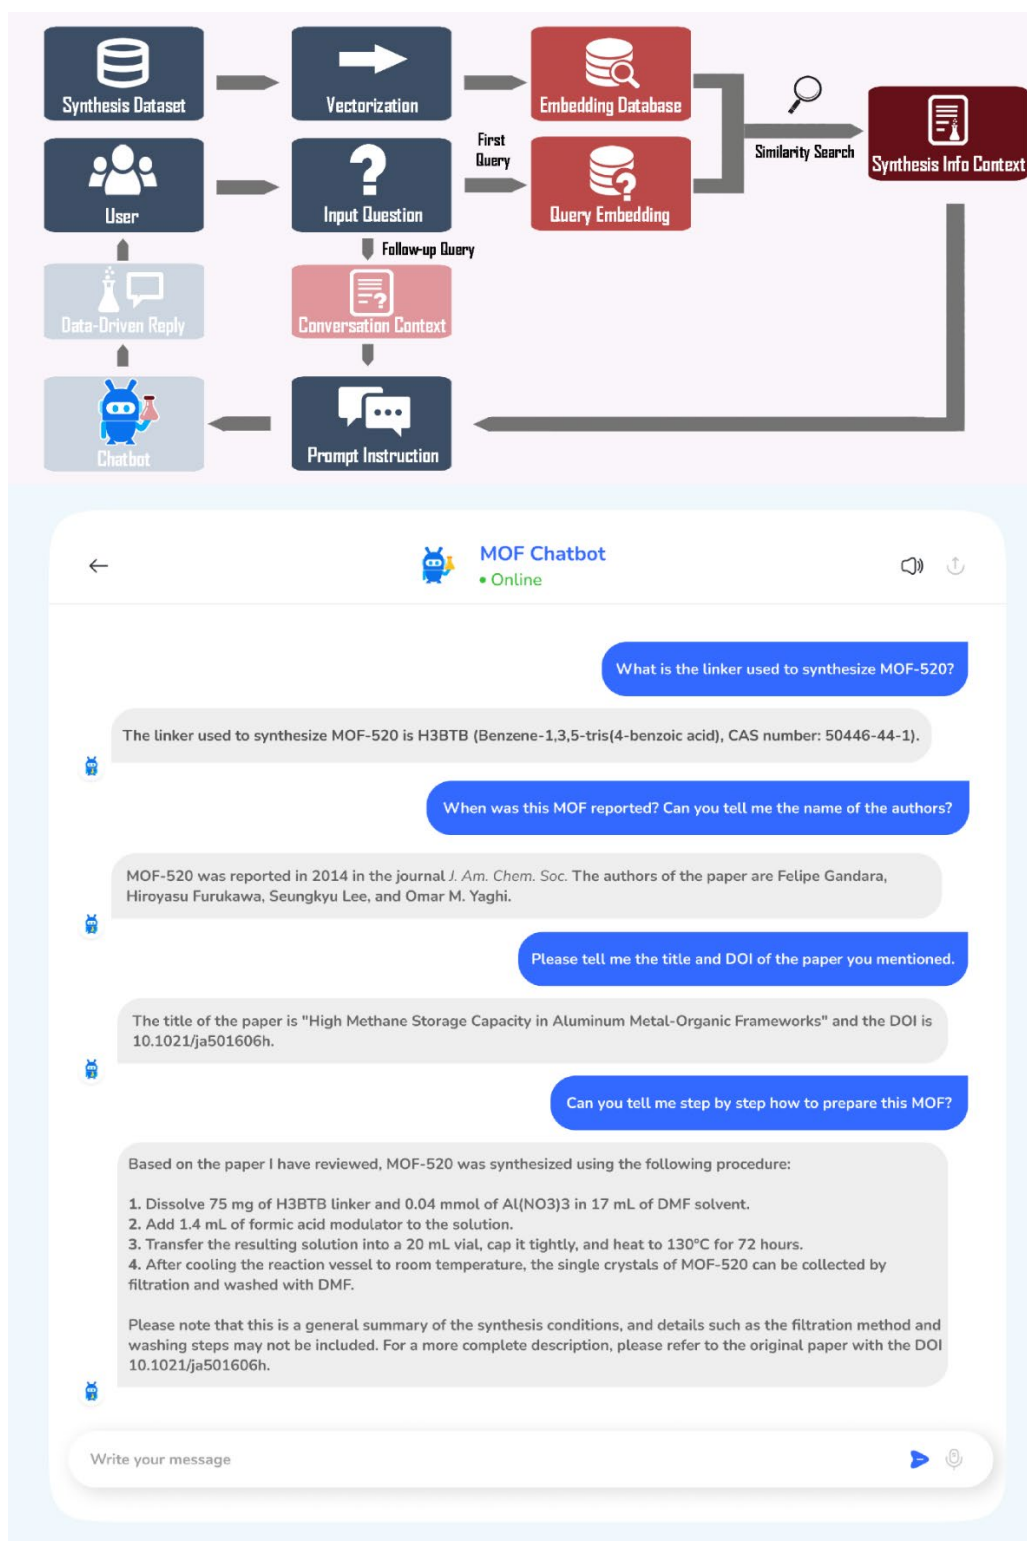 Synthesis Dataset
Vectorization
Embedding Database
Similarity Search
Synthesis Info Context
User
Input Question
First
Query
Query Embedding
Follow-up Query
Data-Driven Reply
Conversation Context
Chatbot
Prompt Instruction
MOF Chatbot
• Online
What is the linker used to synthesize MOF-520?
The linker used to synthesize MOF-520 is H3BTB (Benzene-1,3,5-tris(4-benzoic acid), CAS number: 50446-44-1).
When was this MOF reported? Can you tell me the name of the authors?
MOF-520 was reported in 2014 in the journal J. Am. Chem. Soc. The authors of the paper are Felipe Gandara,
Hiroyasu Furukawa, Seungkyu Lee, and Omar M. Yaghi.
Please tell me the title and DOI of the paper you mentioned.
The title of the paper is "High Methane Storage Capacity in Aluminum Metal-Organic Frameworks" and the DOI is
10.1021/ja501606h.
Can you tell me step by step how to prepare this MOF?
Based on the paper I have reviewed, MOF-520 was synthesized using the following procedure:
1. Dissolve 75 mg of H3BTB linker and 0.04 mmol of Al(NO3)3 in 17 mL of DMF solvent.
2. Add 1.4 mL of formic acid modulator to the solution.
3. Transfer the resulting solution into a 20 mL vial, cap it tightly, and heat to 130°C for 72 hours.
4. After cooling the reaction vessel to room temperature, the single crystals of MOF-520 can be collected by
filtration and washed with DMF.
Please note that this is a general summary of the synthesis conditions, and details such as the filtration method and
washing steps may not be included. For a more complete description, please refer to the original paper with the DOI
10.1021/ja501606h.
Write your message